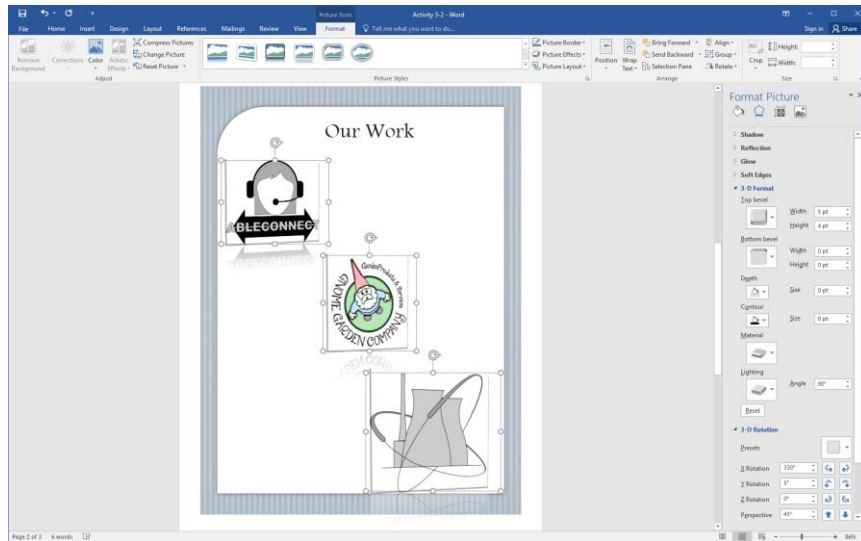 Picture Tools
Activity 3-2 - Word
File Home Insert Design Layout References Mailings Review View Format Tell me what you want to do... Sign in Share
Remove Background
Corrections
Color
Artistic Effects
Compress Pictures
Change Picture
Reset Picture
Adjust
Picture Styles
Picture Border
Picture Effects
Picture Layout
Position
Wrap Text
Bring Forward
Send Backward
Selection Pane
Align
Group
Rotate
Arrange
Crop
Height:
Width:
Size
Our Work
ABLECONNECT
GNOME GARDEN COMPANY
Garden Products & Services
Format Picture
Shadow
Reflection
Glow
Soft Edges
3-D Format
Top bevel
Width 5 pt
Height 4 pt
Bottom bevel
Width 0 pt
Height 0 pt
Depth
Size 0 pt
Contour
Size 0 pt
Material
Lighting
Angle 90°
Reset
3-D Rotation
Presets
X Rotation 330°
Y Rotation 5°
Z Rotation 0°
Perspective 45°
Page 2 of 3 6 words
86%